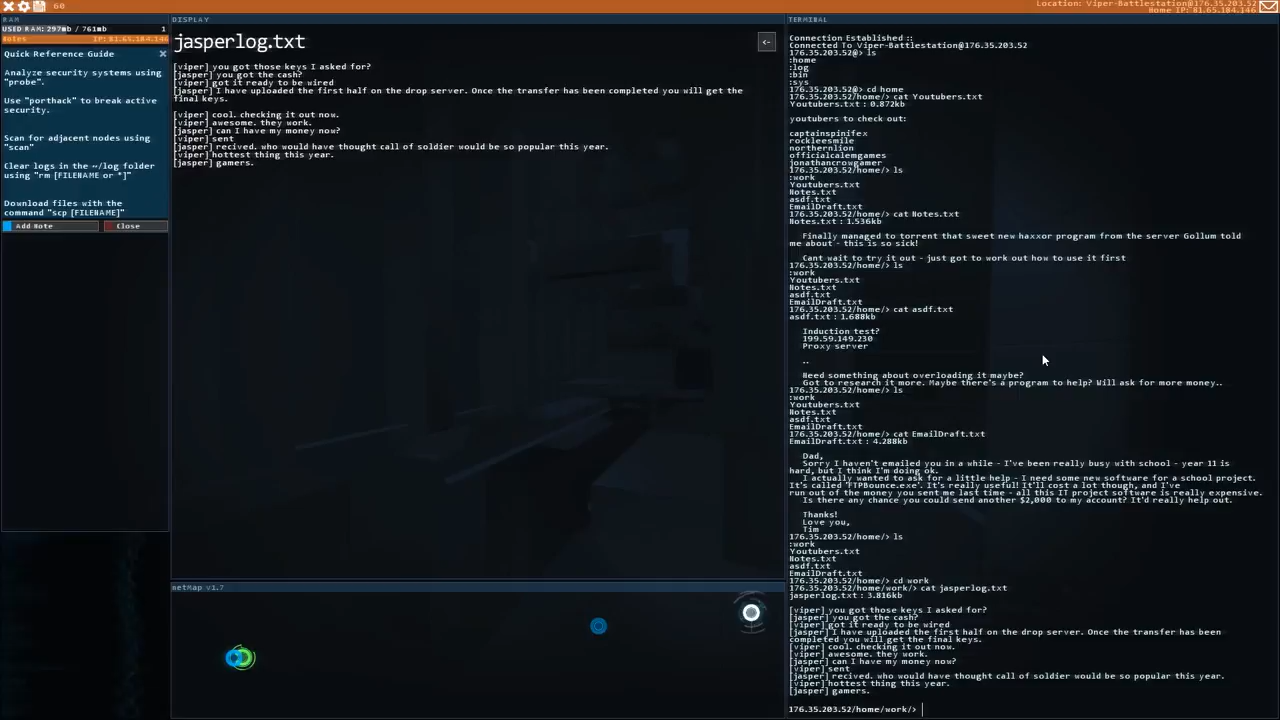 60
Location: Viper-Battlestation@176.35.203.52
Home IP: 81.65.184.146
RAM
USED RAM: 297mb / 761mb
1
Notes
IP: 81.65.184.146
Quick Reference Guide
Analyze security systems using
"probe".
Use "porthack" to break active
security.
Scan for adjacent nodes using
"scan"
Clear logs in the ~/log folder
using "rm [FILENAME or *]"
Download files with the
command "scp [FILENAME]"
Add Note
Close
DISPLAY
jasperlog.txt
<-
[viper] you got those keys I asked for?
[jasper] you got the cash?
[viper] got it ready to be wired
[jasper] I have uploaded the first half on the drop server. Once the transfer has been completed you will get the
final keys.
[viper] cool. checking it out now.
[viper] awesome. they work.
[jasper] can I have my money now?
[viper] sent
[jasper] recived. who would have thought call of soldier would be so popular this year.
[viper] hottest thing this year.
[jasper] gamers.
netMap v1.7
TERMINAL
Connection Established ::
Connected To Viper-Battlestation@176.35.203.52
176.35.203.52@> ls
:home
:log
:bin
:sys
176.35.203.52@> cd home
176.35.203.52/home/> cat Youtubers.txt
Youtubers.txt : 0.872kb
youtubers to check out:
captainspinifex
rockleesmile
northernlion
officialcalemgames
jonathancrowgamer
176.35.203.52/home/> ls
:work
Youtubers.txt
Notes.txt
asdf.txt
EmailDraft.txt
176.35.203.52/home/> cat Notes.txt
Notes.txt : 1.536kb
Finally managed to torrent that sweet new haxxor program from the server Gollum told
me about - this is so sick!
Cant wait to try it out - just got to work out how to use it first
176.35.203.52/home/> ls
:work
Youtubers.txt
Notes.txt
asdf.txt
EmailDraft.txt
176.35.203.52/home/> cat asdf.txt
asdf.txt : 1.688kb
Induction test?
199.59.149.230
Proxy server
..
Need something about overloading it maybe?
Got to research it more. Maybe there's a program to help? Will ask for more money..
176.35.203.52/home/> ls
:work
Youtubers.txt
Notes.txt
asdf.txt
EmailDraft.txt
176.35.203.52/home/> cat EmailDraft.txt
EmailDraft.txt : 4.288kb
Dad,
Sorry I haven't emailed you in a while - I've been really busy with school - year 11 is
hard, but I think I'm doing ok.
I actually wanted to ask for a little help - I need some new software for a school project.
It's called 'FTPBounce.exe'. It's really useful! It'll cost a lot though, and I've
run out of the money you sent me last time - all this IT project software is really expensive.
Is there any chance you could send another $2,000 to my account? It'd really help out.
Thanks!
Love you,
Tim
176.35.203.52/home/> ls
:work
Youtubers.txt
Notes.txt
asdf.txt
EmailDraft.txt
176.35.203.52/home/> cd work
176.35.203.52/home/work/> cat jasperlog.txt
jasperlog.txt : 3.816kb
[viper] you got those keys I asked for?
[jasper] you got the cash?
[viper] got it ready to be wired
[jasper] I have uploaded the first half on the drop server. Once the transfer has been
completed you will get the final keys.
[viper] cool. checking it out now.
[viper] awesome. they work.
[jasper] can I have my money now?
[viper] sent
[jasper] recived. who would have thought call of soldier would be so popular this year.
[viper] hottest thing this year.
[jasper] gamers.
176.35.203.52/home/work/>